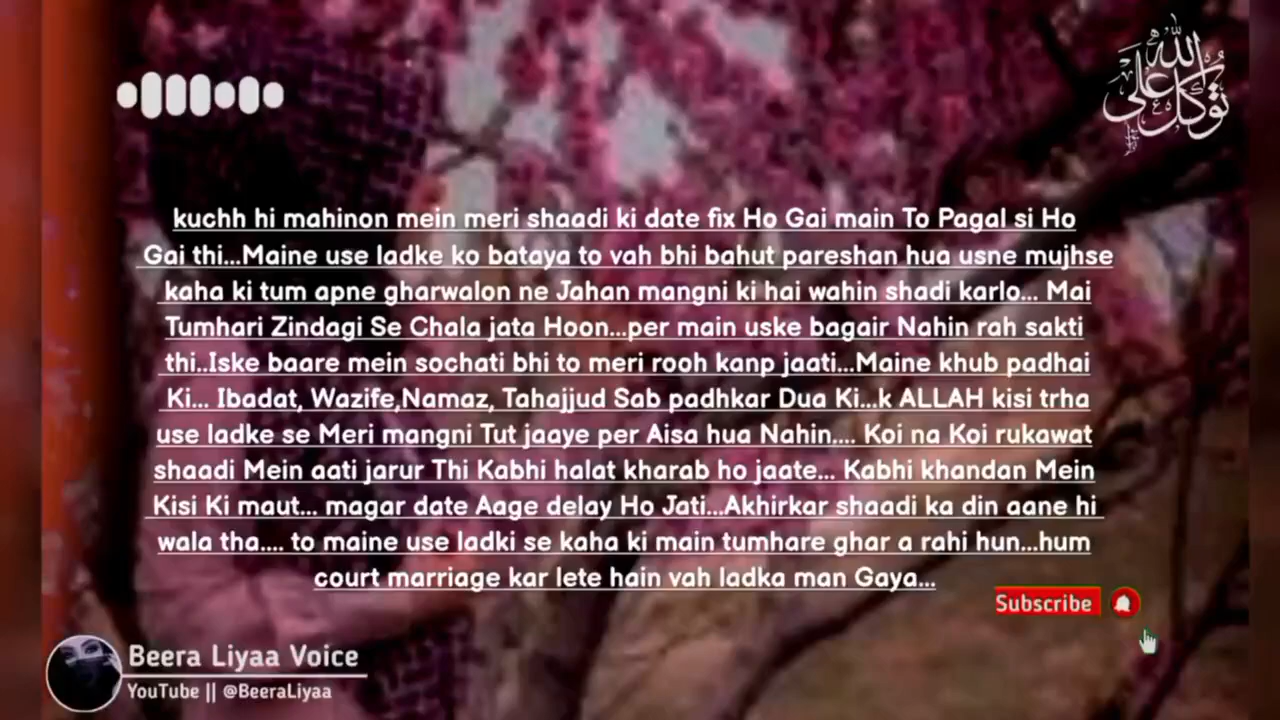 توكل على الله
kuchh hi mahinon mein meri shaadi ki date fix Ho Gai main To Pagal si Ho
Gai thi...Maine use ladke ko bataya to vah bhi bahut pareshan hua usne mujhse
kaha ki tum apne gharwalon ne Jahan mangni ki hai wahin shadi karlo... Mai
Tumhari Zindagi Se Chala jata Hoon...per main uske bagair Nahin rah sakti
thi..Iske baare mein sochati bhi to meri rooh kanp jaati...Maine khub padhai
Ki... Ibadat, Wazife,Namaz, Tahajjud Sab padhkar Dua Ki...k ALLAH kisi trha
use ladke se Meri mangni Tut jaaye per Aisa hua Nahin.... Koi na Koi rukawat
shaadi Mein aati jarur Thi Kabhi halat kharab ho jaate... Kabhi khandan Mein
Kisi Ki maut... magar date Aage delay Ho Jati...Akhirkar shaadi ka din aane hi
wala tha.... to maine use ladki se kaha ki main tumhare ghar a rahi hun...hum
court marriage kar lete hain vah ladka man Gaya...
Subscribe
Beera Liyaa Voice
YouTube || @BeeraLiyaa